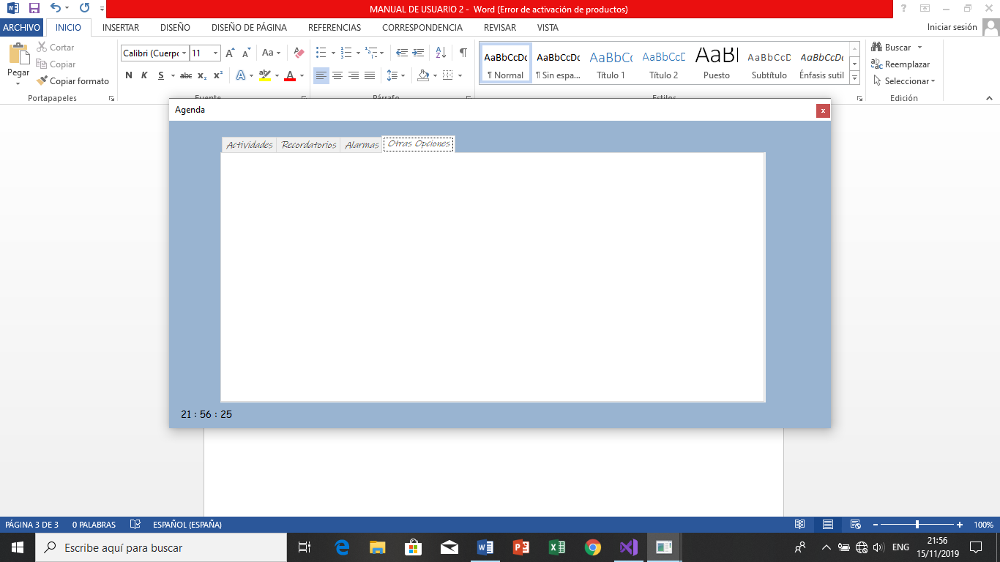 MANUAL DE USUARIO 2 - Word (Error de activación de productos)
ARCHIVO INICIO INSERTAR DISEÑO DISEÑO DE PÁGINA REFERENCIAS CORRESPONDENCIA REVISAR VISTA Iniciar sesión
Pegar
Cortar
Copiar
Copiar formato
Portapapeles
Calibri (Cuerpo 11
Aa
N K S abc x₂ x² A A
Fuente
Párrafo
AaBbCcDc AaBbCcDc AaBbCc AaBbCcD AaBb AaBbCcD AaBbCcDc
¶ Normal ¶ Sin espa... Título 1 Título 2 Puesto Subtítulo Énfasis sutil
Estilos
Buscar
Reemplazar
Seleccionar
Edición
Agenda
Actividades Recordatorios Alarmas Otras Opciones
21 : 56 : 25
PÁGINA 3 DE 3 0 PALABRAS ESPAÑOL (ESPAÑA) 100%
Escribe aquí para buscar
ENG
21:56
15/11/2019